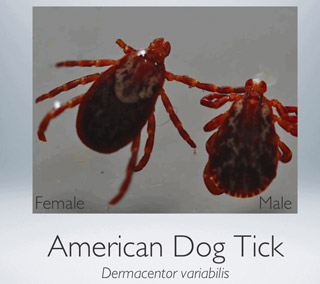 Female Male
American Dog Tick
Dermacentor variabilis